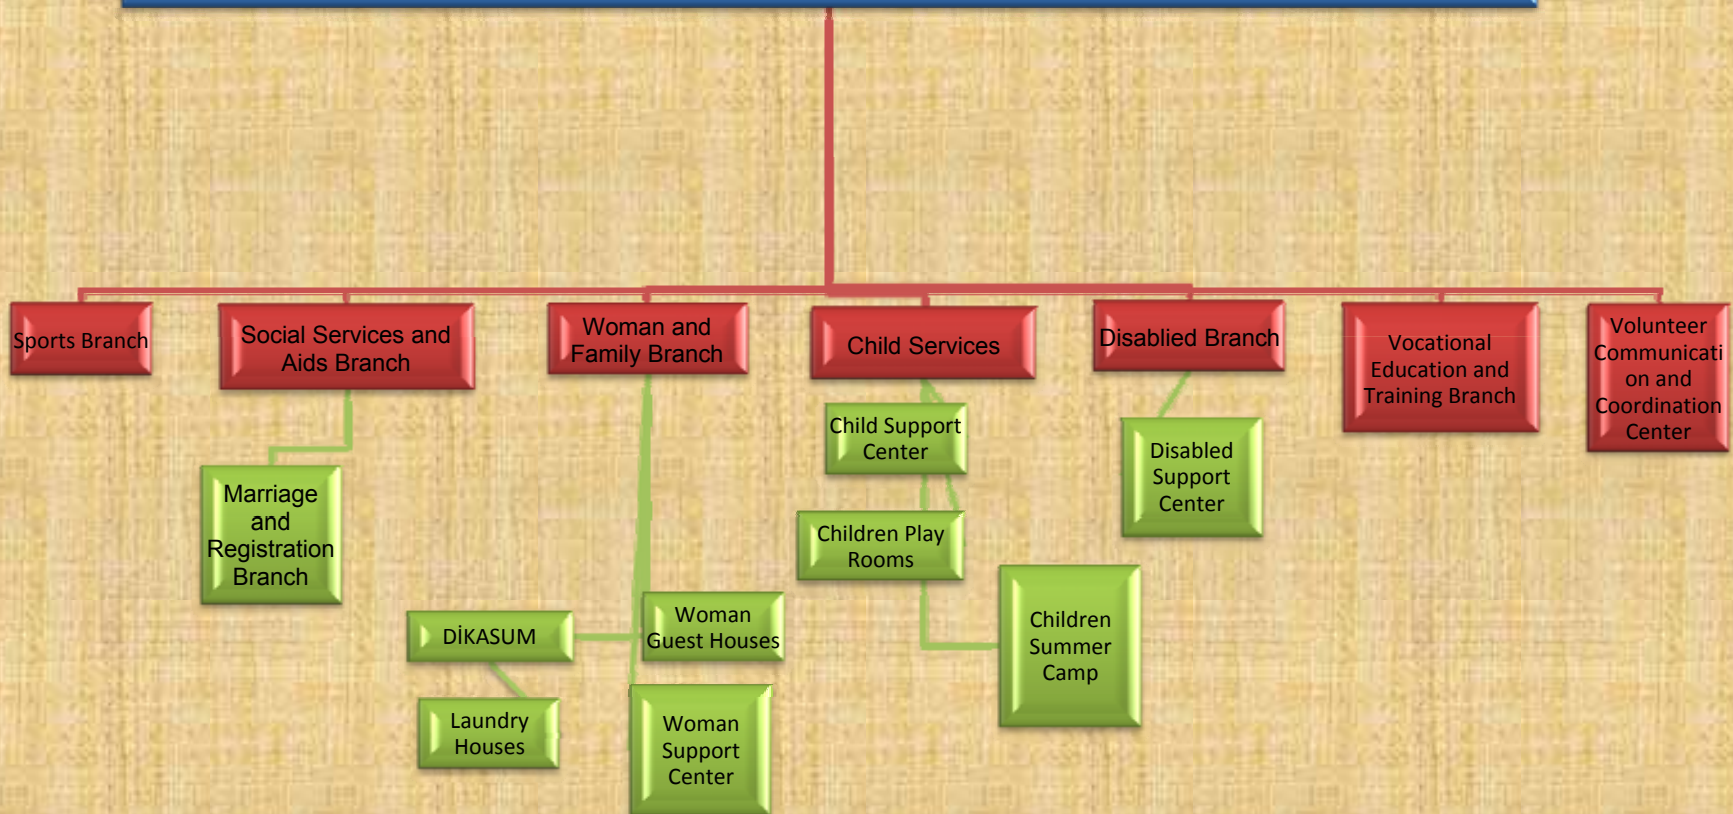 Sports Branch
Social Services and
Aids Branch
Woman and
Family Branch
Child Services
Disablied Branch
Vocational
Education and
Training Branch
Volunteer
Communicati
on and
Coordination
Center
Marriage
and
Registration
Branch
DİKASUM
Laundry
Houses
Woman
Guest Houses
Woman
Support
Center
Child Support
Center
Children Play
Rooms
Children
Summer
Camp
Disabled
Support
Center